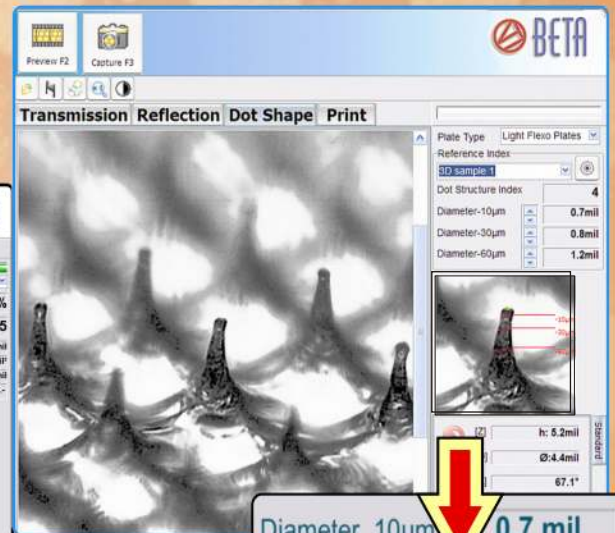 BETA
Preview F2
Capture F3
Transmission Reflection Dot Shape Print
Plate Type Light Flexo Plates
Reference Index
3D sample 1
Dot Structure Index 4
Diameter-10µm 0.7mil
Diameter-30µm 0.8mil
Diameter-60µm 1.2mil
%
5
[Z] h: 5.2mil
Ø:4.4mil
67.1°
Standard
Diameter 10µm 0.7 mil